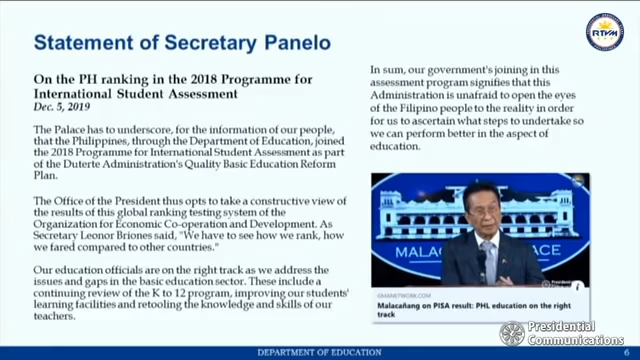 Statement of Secretary Panelo
On the PH ranking in the 2018 Programme for
International Student Assessment
Dec. 5, 2019
The Palace has to underscore, for the information of our people,
that the Philippines, through the Department of Education, joined
the 2018 Programme for International Student Assessment as part
of the Duterte Administration's Quality Basic Education Reform
Plan.
The Office of the President thus opts to take a constructive view of
the results of this global ranking testing system of the
Organization for Economic Co-operation and Development. As
Secretary Leonor Briones said, "We have to see how we rank, how
we fared compared to other countries."
Our education officials are on the right track as we address the
issues and gaps in the basic education sector. These include a
continuing review of the K to 12 program, improving our students'
learning facilities and retooling the knowledge and skills of our
teachers.
In sum, our government's joining in this
assessment program signifies that this
Administration is unafraid to open the eyes
of the Filipino people to the reality in order
for us to ascertain what steps to undertake so
we can perform better in the aspect of
education.
RTVM
MALACA
PALACE
GMANETWORK.COM
Malacañang on PISA result: PHL education on the right
track
Presidential
Communications
DEPARTMENT OF EDUCATION
6